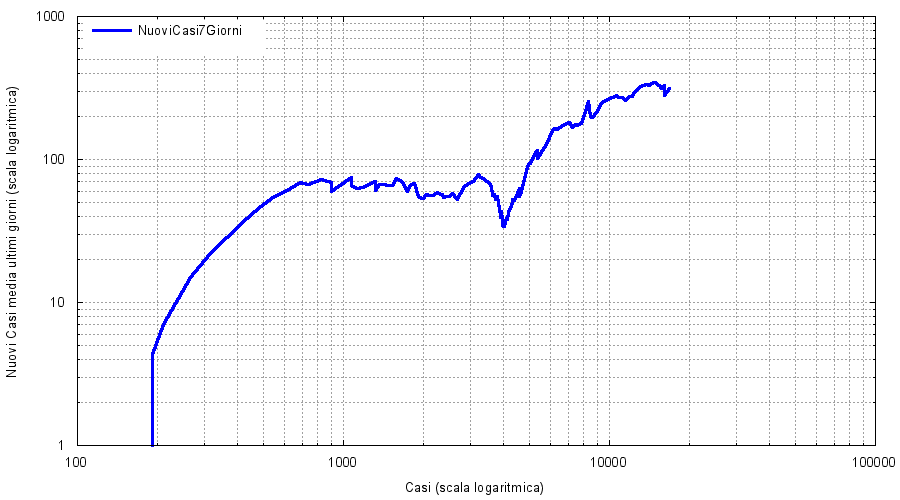 1000
NuoviCasi7Giorni
100
10
1
Nuovi Casi media ultimi giorni (scala logaritmica)
100
1000
10000
100000
Casi (scala logaritmica)